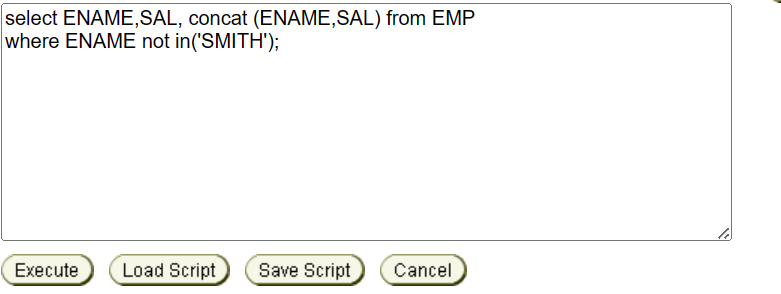 select ENAME,SAL, concat (ENAME,SAL) from EMP
where ENAME not in('SMITH');
Execute Load Script Save Script Cancel